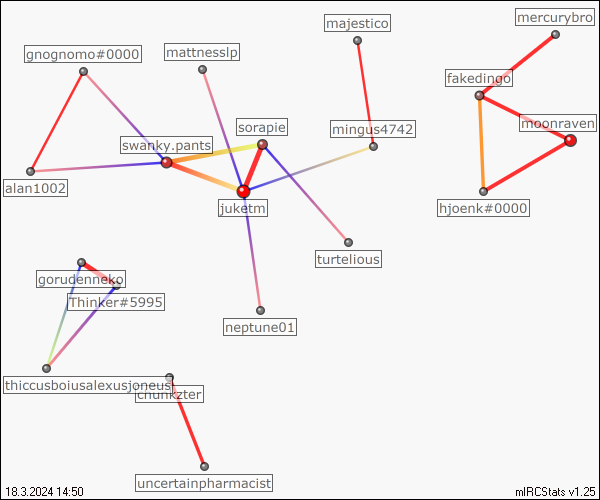 mercurybro
majestico
gnognomo#0000
mattnesslp
fakedingo
moonraven
sorapie
mingus4742
swanky.pants
alan1002
juketm
hjoenk#0000
turtelious
gorudenneko
Thinker#5995
neptune01
thiccusboiusalexusjoneus
chunkzter
uncertainpharmacist
18.3.2024 14:50
mIRCStats v1.25